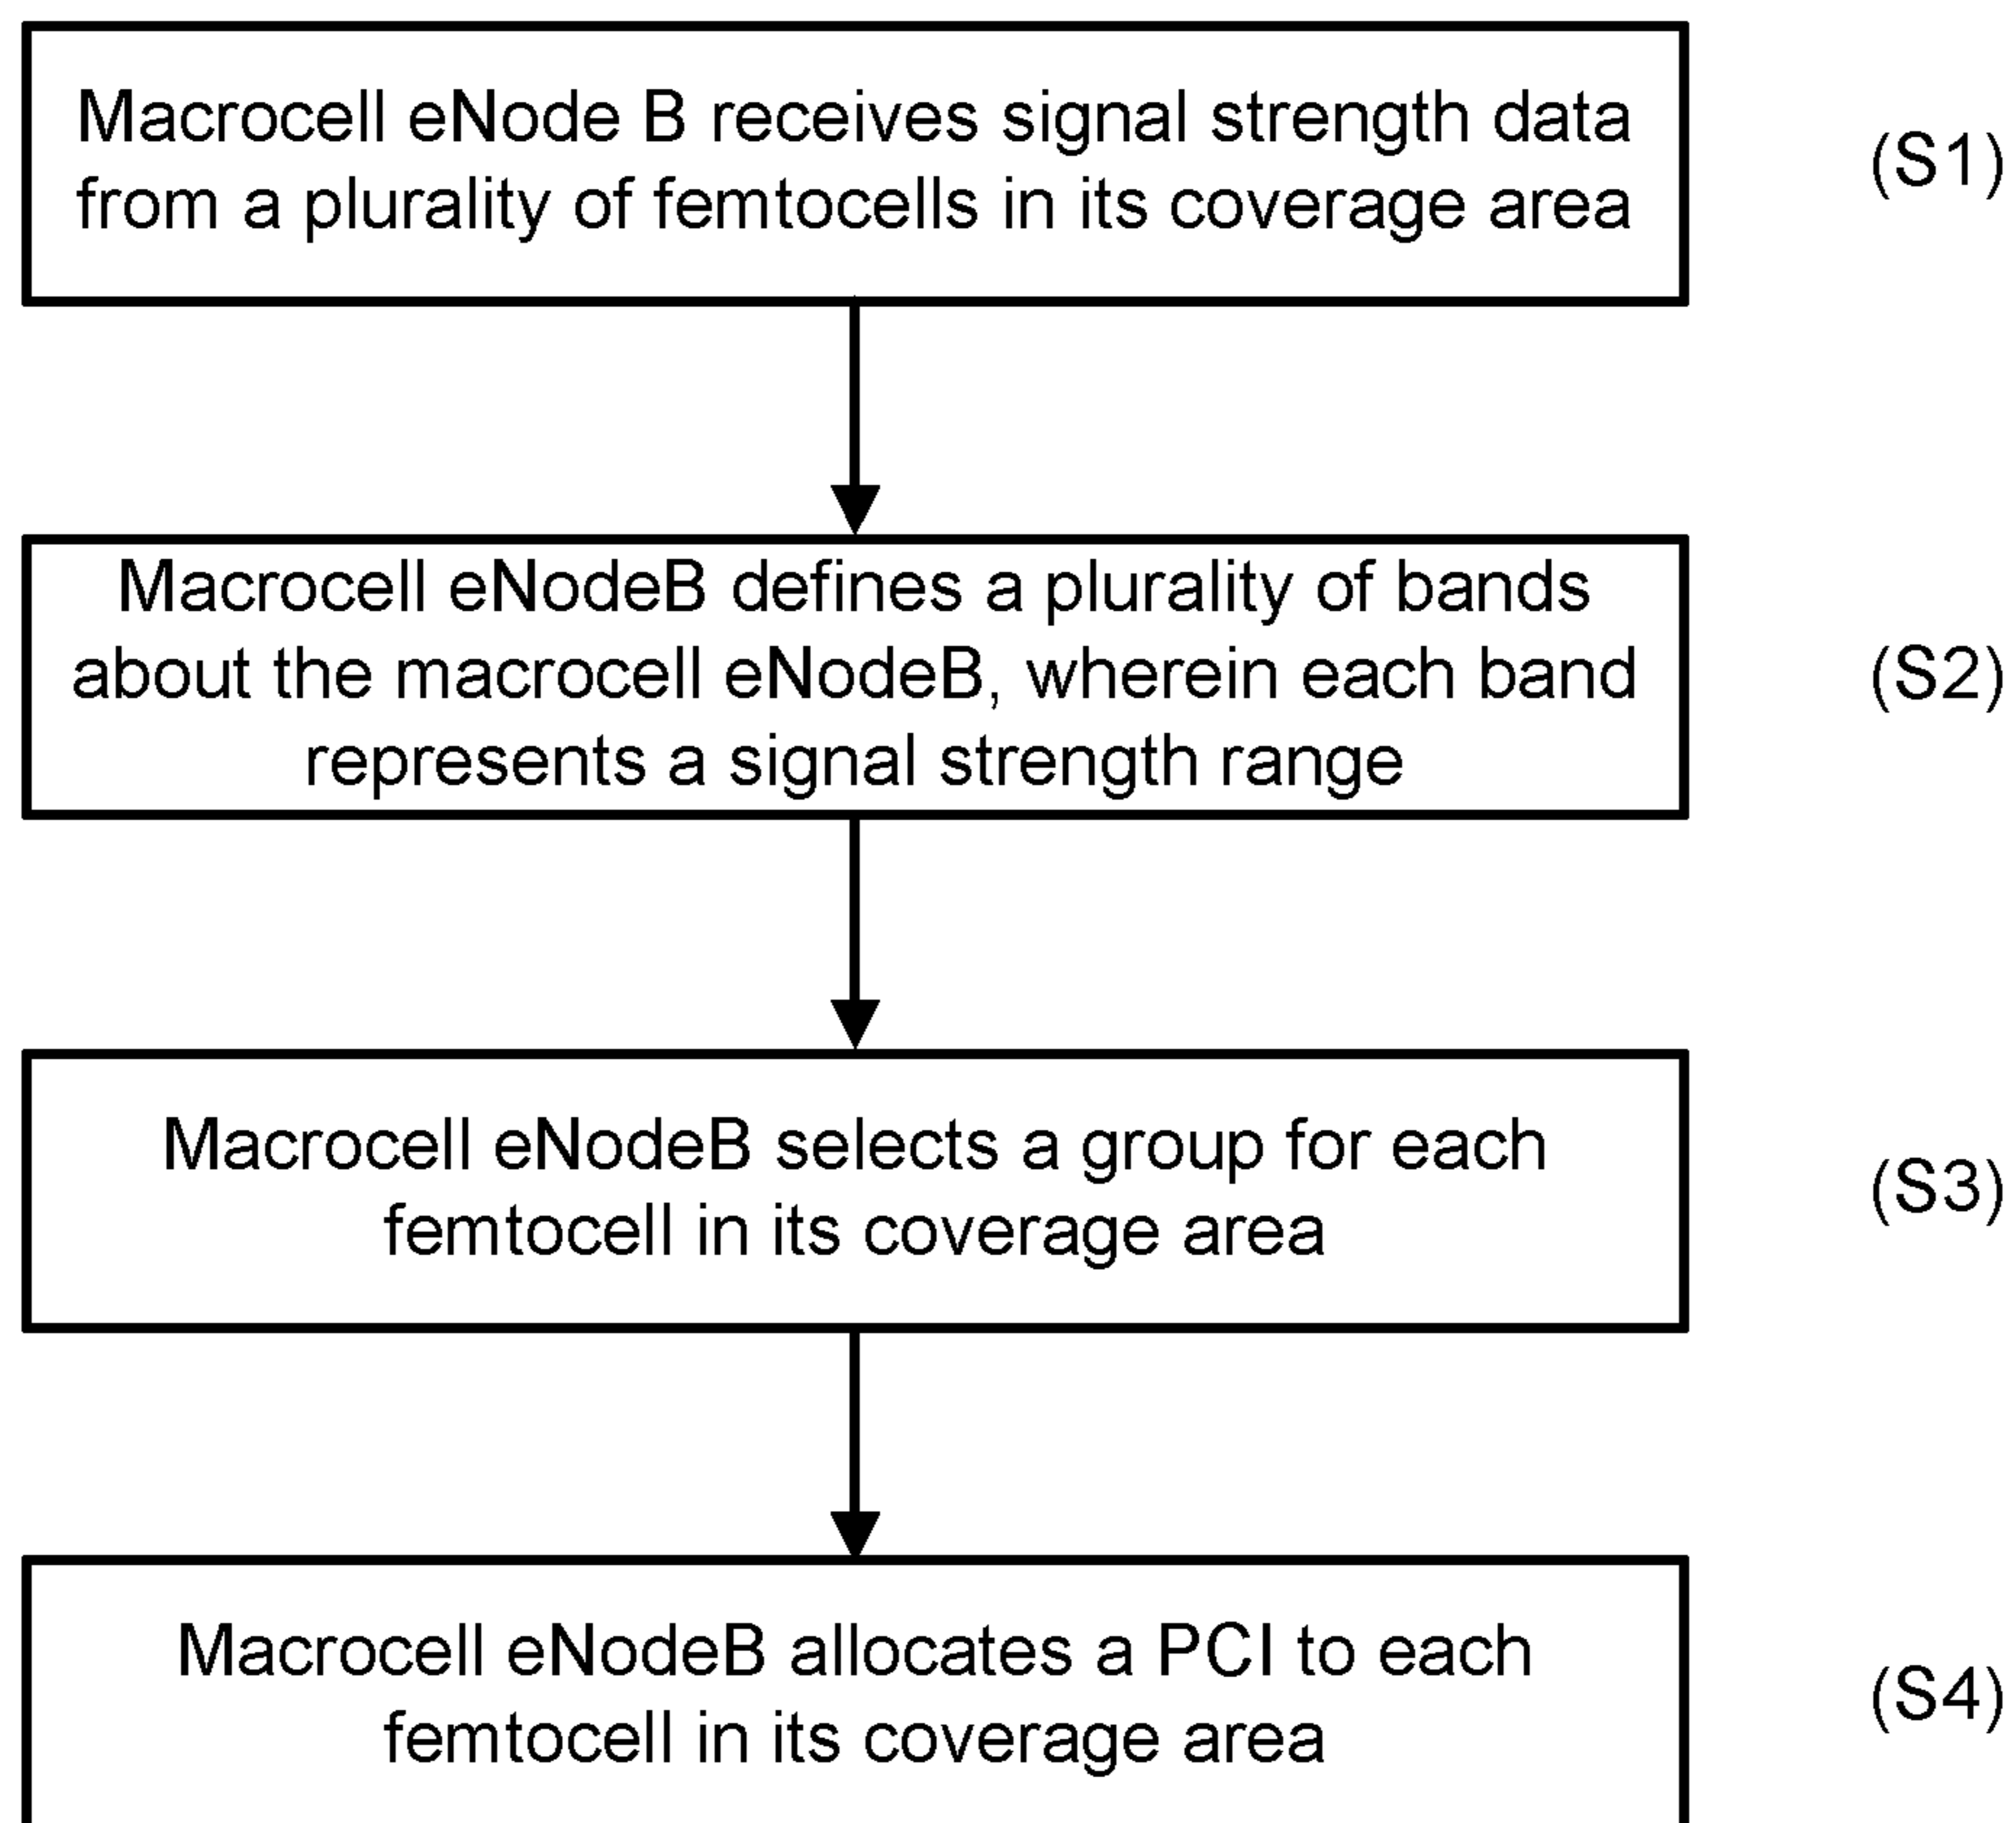 Macrocell eNode B receives signal strength data
from a plurality of femtocells in its coverage area
(S1)
Macrocell eNodeB defines a plurality of bands
about the macrocell eNodeB, wherein each band
represents a signal strength range
(S2)
Macrocell eNodeB selects a group for each
femtocell in its coverage area
(S3)
Macrocell eNodeB allocates a PCI to each
femtocell in its coverage area
(S4)